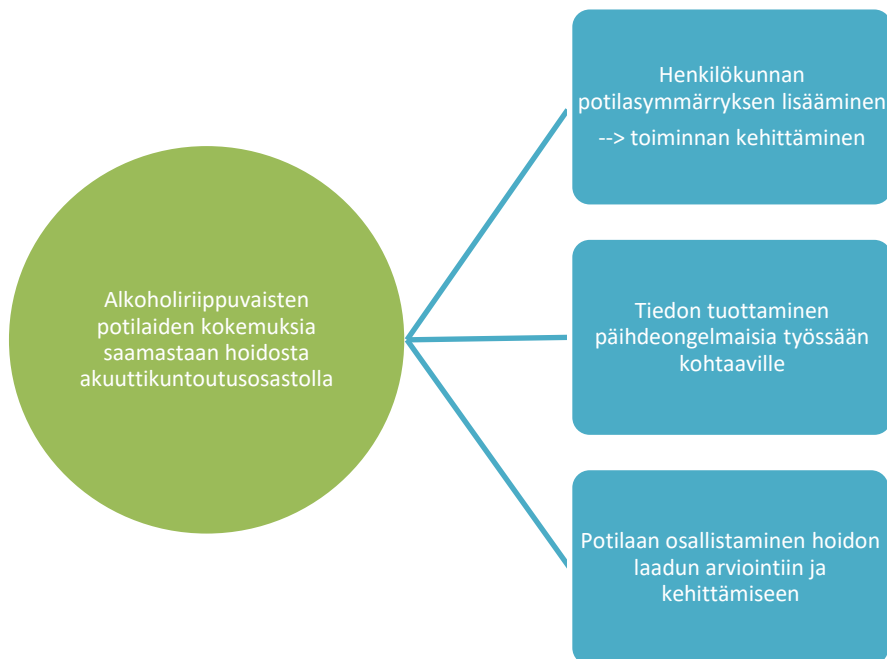 Alkoholiriippuvaisten
potilaiden kokemuksia
saamastaan hoidosta
akuuttikuntoutusosastolla
Henkilökunnan
potilasymmärryksen lisääminen
--> toiminnan kehittäminen
Tiedon tuottaminen
päihdeongelmaisia työssään
kohtaaville
Potilaan osallistaminen hoidon
laadun arviointiin ja
kehittämiseen